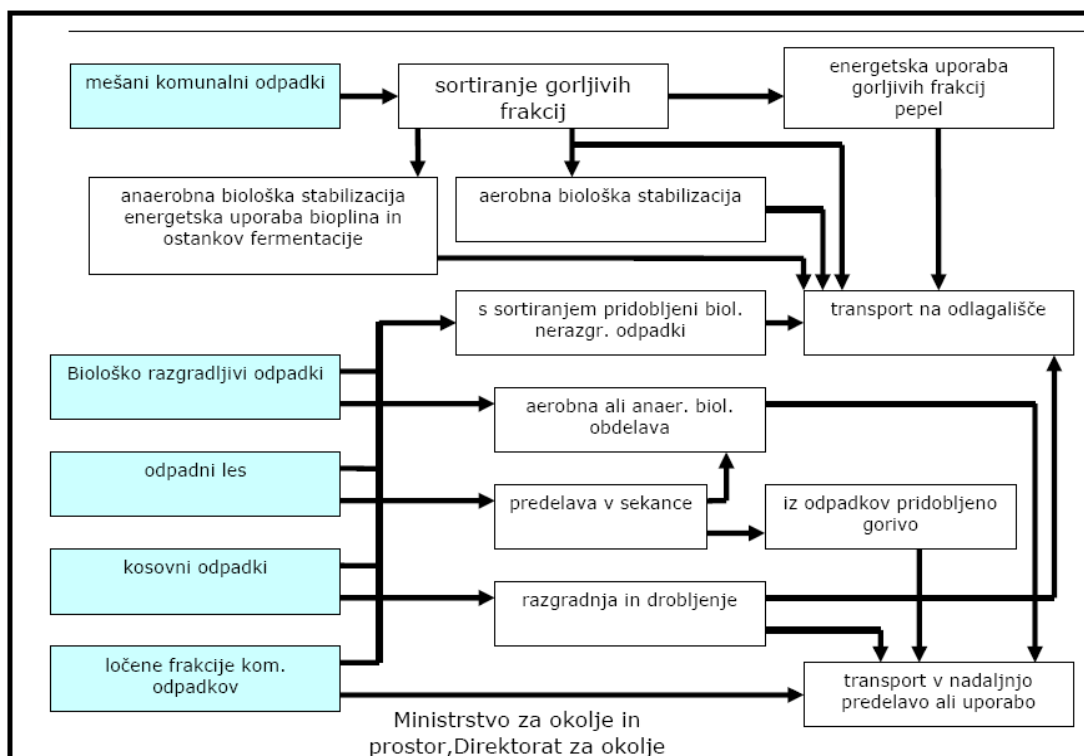 mešani komunalni odpadki
sortiranje gorljivih
frakcij
energetska uporaba
gorljivih frakcij
pepel
anaerobna biološka stabilizacija
energetska uporaba bioplina in
ostankov fermentacije
aerobna biološka stabilizacija
s sortiranjem pridobljeni biol.
nerazgr. odpadki
transport na odlagališče
Biološko razgradljivi odpadki
aerobna ali anaer. biol.
obdelava
odpadni les
predelava v sekance
iz odpadkov pridobljeno
gorivo
kosovni odpadki
razgradnja in drobljenje
ločene frakcije kom.
odpadkov
transport v nadaljnjo
predelavo ali uporabo
Ministrstvo za okolje in
prostor,Direktorat za okolje